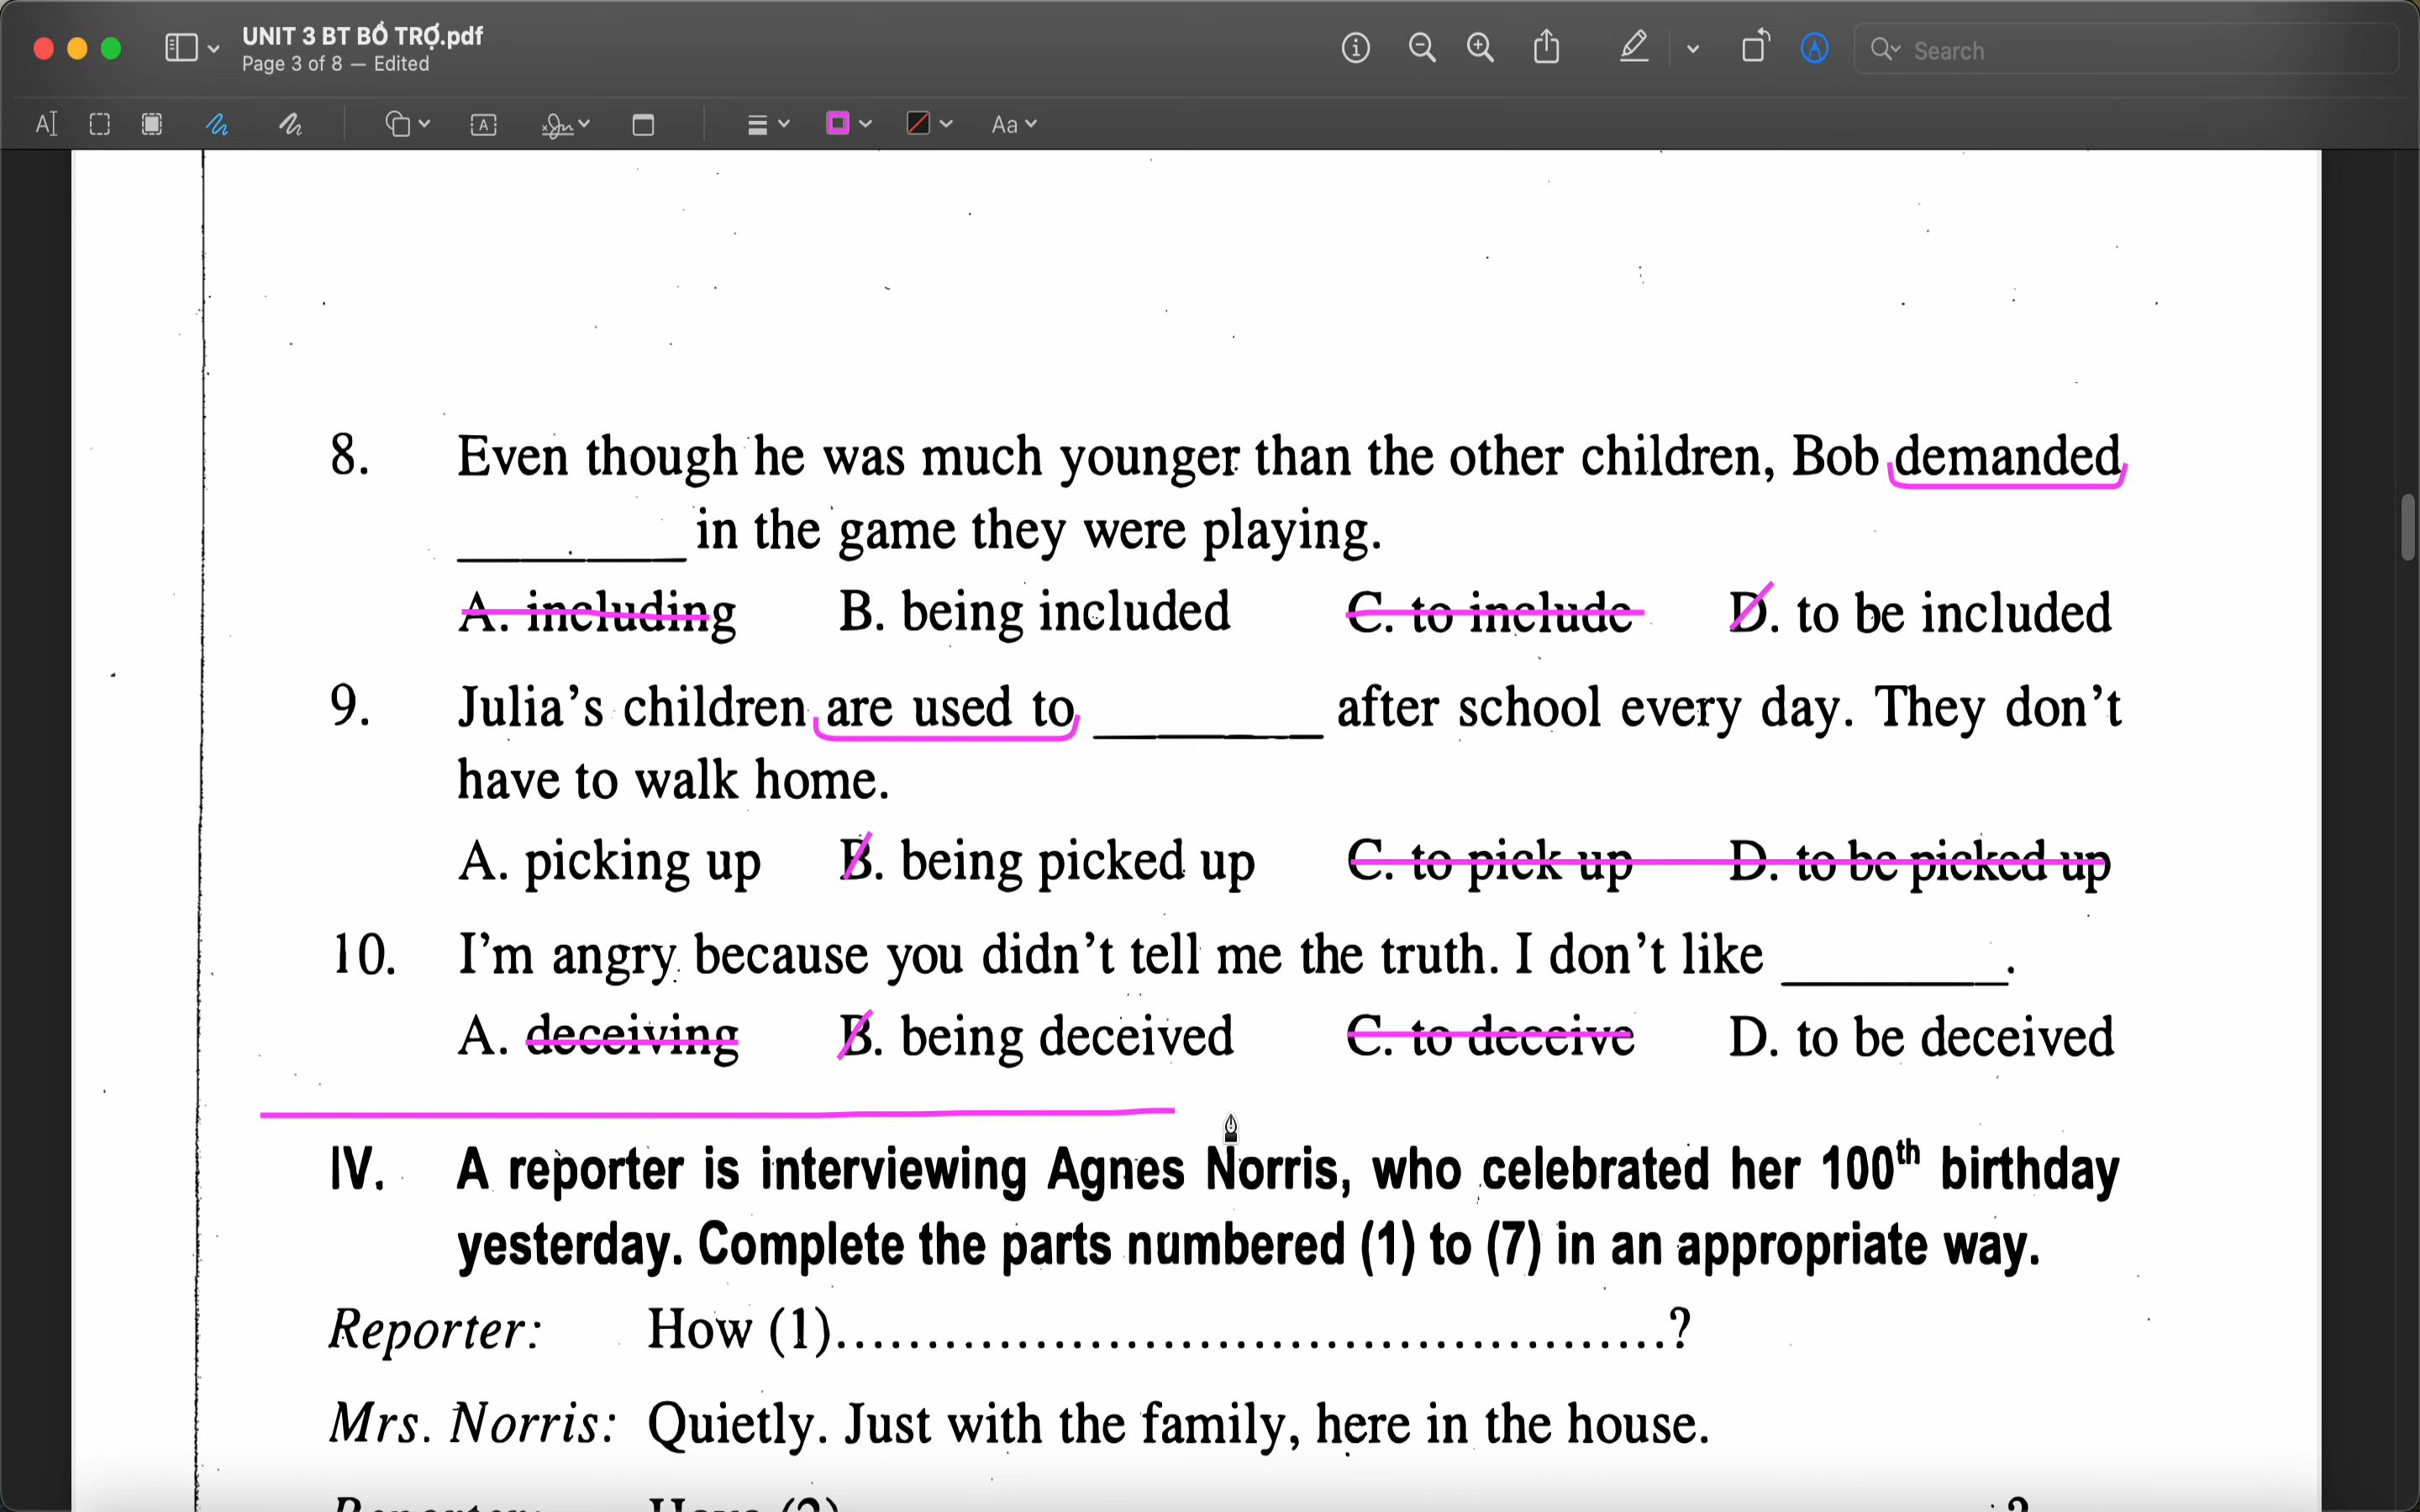 UNIT 3 BT BỔ TRỢ.pdf
Page 3 of 8 — Edited
Search
Aa
8. Even though he was much younger than the other children, Bob demanded
__________ in the game they were playing.
A. including B. being included C. to include D. to be included
9. Julia's children are used to __________ after school every day. They don't
have to walk home.
A. picking up B. being picked up C. to pick up D. to be picked up
10. I'm angry because you didn't tell me the truth. I don't like __________.
A. deceiving B. being deceived C. to deceive D. to be deceived
IV. A reporter is interviewing Agnes Norris, who celebrated her 100th birthday
yesterday. Complete the parts numbered (1) to (7) in an appropriate way.
Reporter: How (1)......................................................?
Mrs. Norris: Quietly. Just with the family, here in the house.